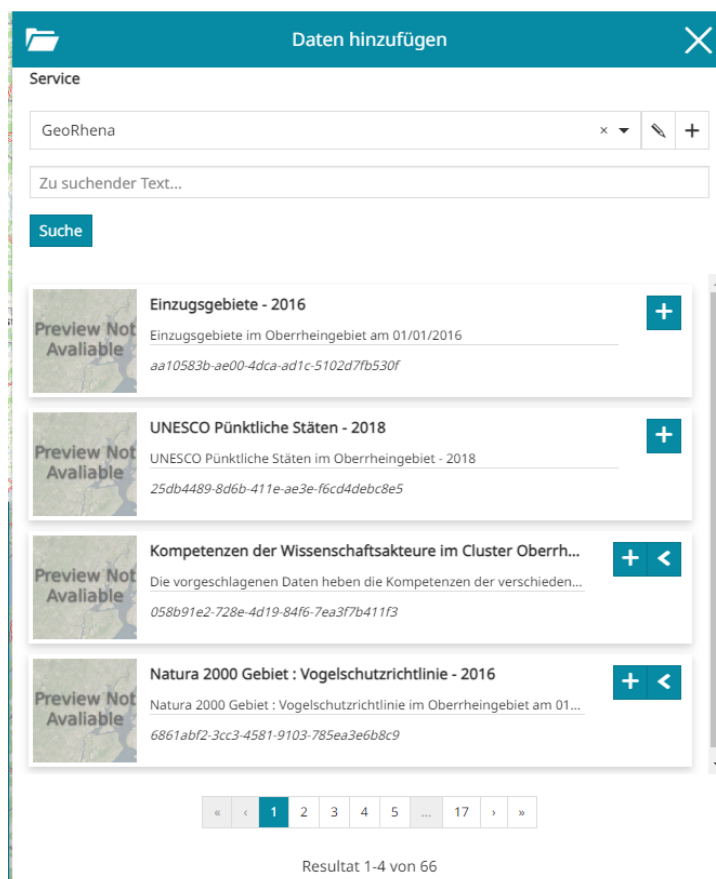 Daten hinzufügen
Service
GeoRhena
Zu suchender Text...
Suche
Preview Not Avaliable
Einzugsgebiete - 2016
Einzugsgebiete im Oberrheingebiet am 01/01/2016
aa10583b-ae00-4dca-ad1c-5102d7fb530f
Preview Not Avaliable
UNESCO Pünktliche Stäten - 2018
UNESCO Pünktliche Stäten im Oberrheingebiet - 2018
25db4489-8d6b-411e-ae3e-f6cd4debc8e5
Preview Not Avaliable
Kompetenzen der Wissenschaftsakteure im Cluster Oberrh...
Die vorgeschlagenen Daten heben die Kompetenzen der verschieden...
058b91e2-728e-4d19-84f6-7ea3f7b411f3
Preview Not Avaliable
Natura 2000 Gebiet : Vogelschutzrichtlinie - 2016
Natura 2000 Gebiet : Vogelschutzrichtlinie im Oberrheingebiet am 01...
6861abf2-3cc3-4581-9103-785ea3e6b8c9
« ‹ 1 2 3 4 5 ... 17 › »
Resultat 1-4 von 66